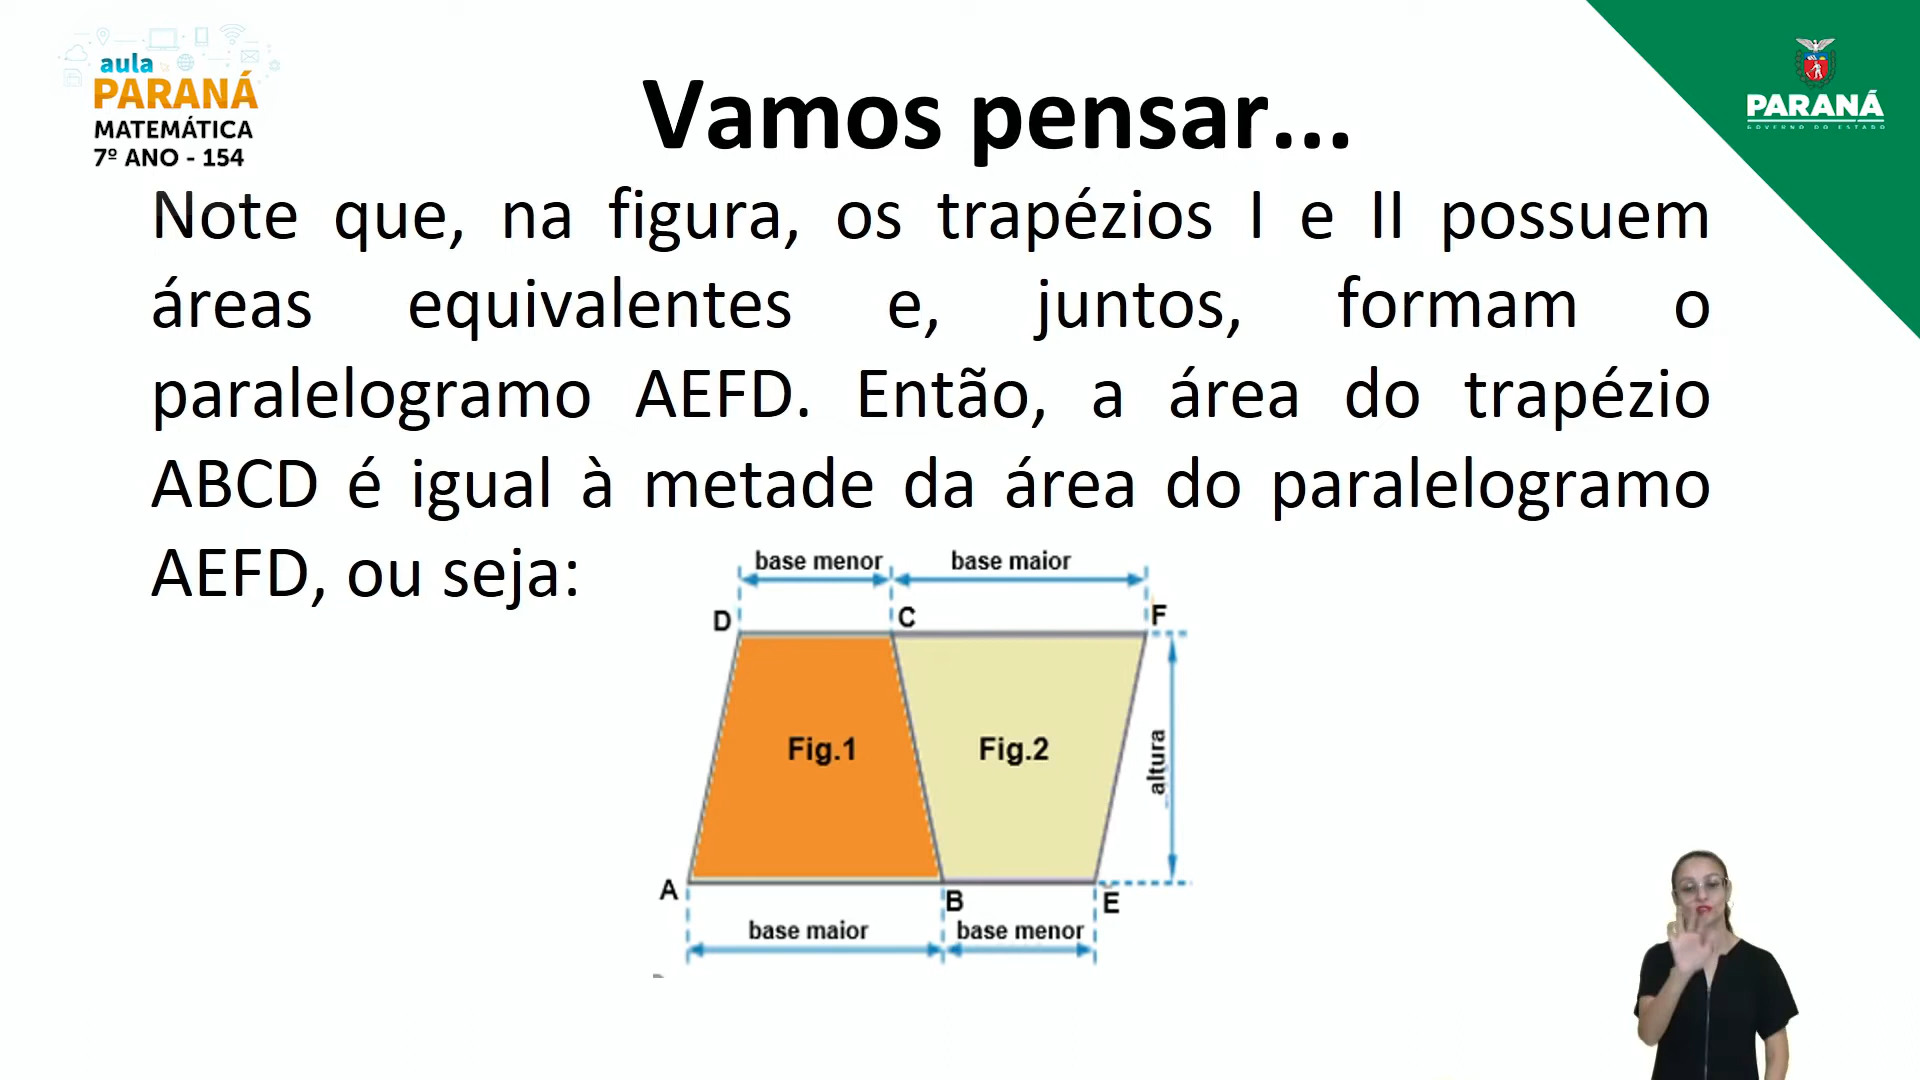 aula
PARANÁ
MATEMÁTICA
7º ANO - 154
Vamos pensar...
PARANÁ
GOVERNO DO ESTADO
Note que, na figura, os trapézios I e II possuem
áreas equivalentes e, juntos, formam o
paralelogramo AEFD. Então, a área do trapézio
ABCD é igual à metade da área do paralelogramo
AEFD, ou seja:
base menor base maior
D C F
Fig.1 Fig.2
altura
A B E
base maior base menor